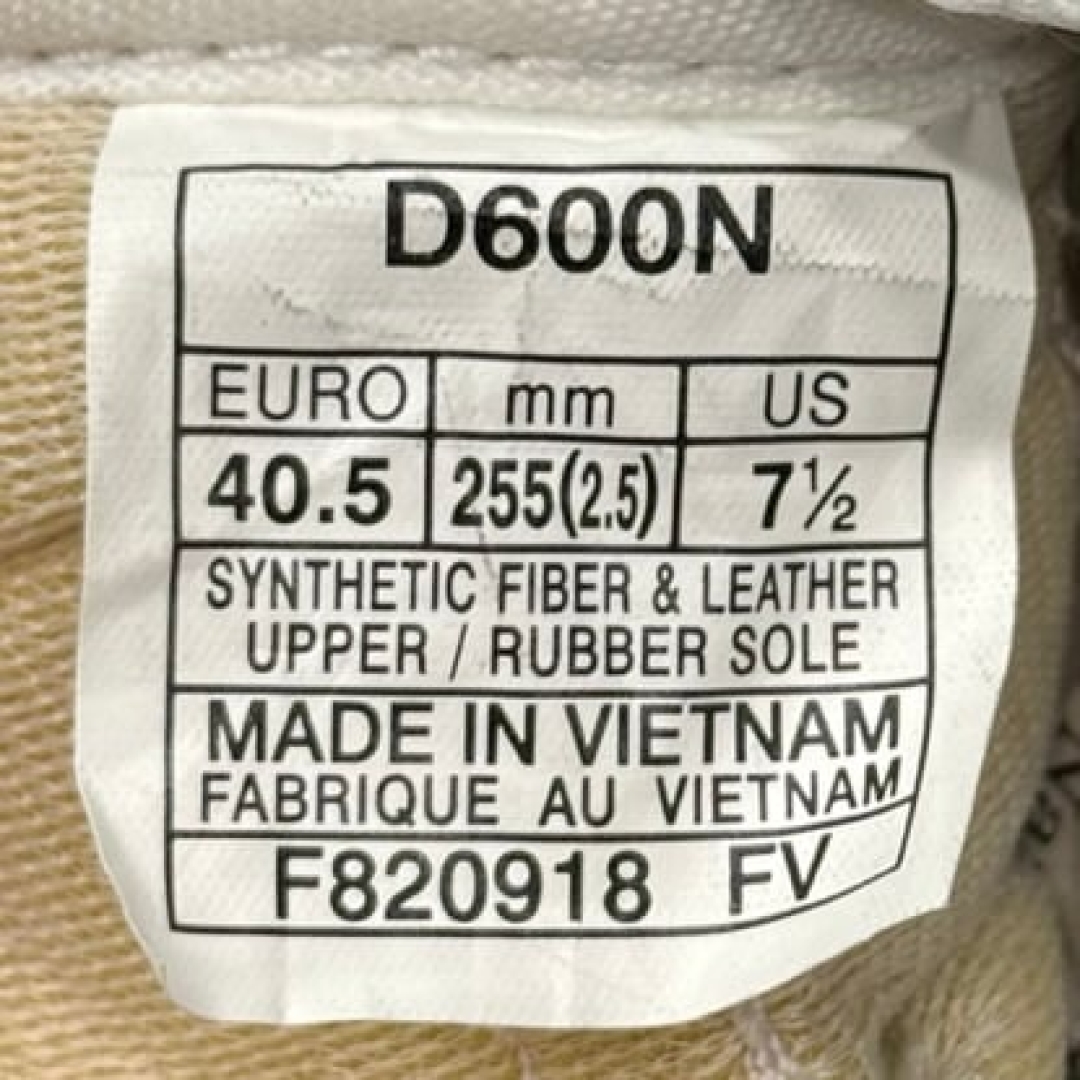 D600N
EURO mm US
40.5 255(2.5) 7½
SYNTHETIC FIBER & LEATHER
UPPER / RUBBER SOLE
MADE IN VIETNAM
FABRIQUE AU VIETNAM
F820918 FV